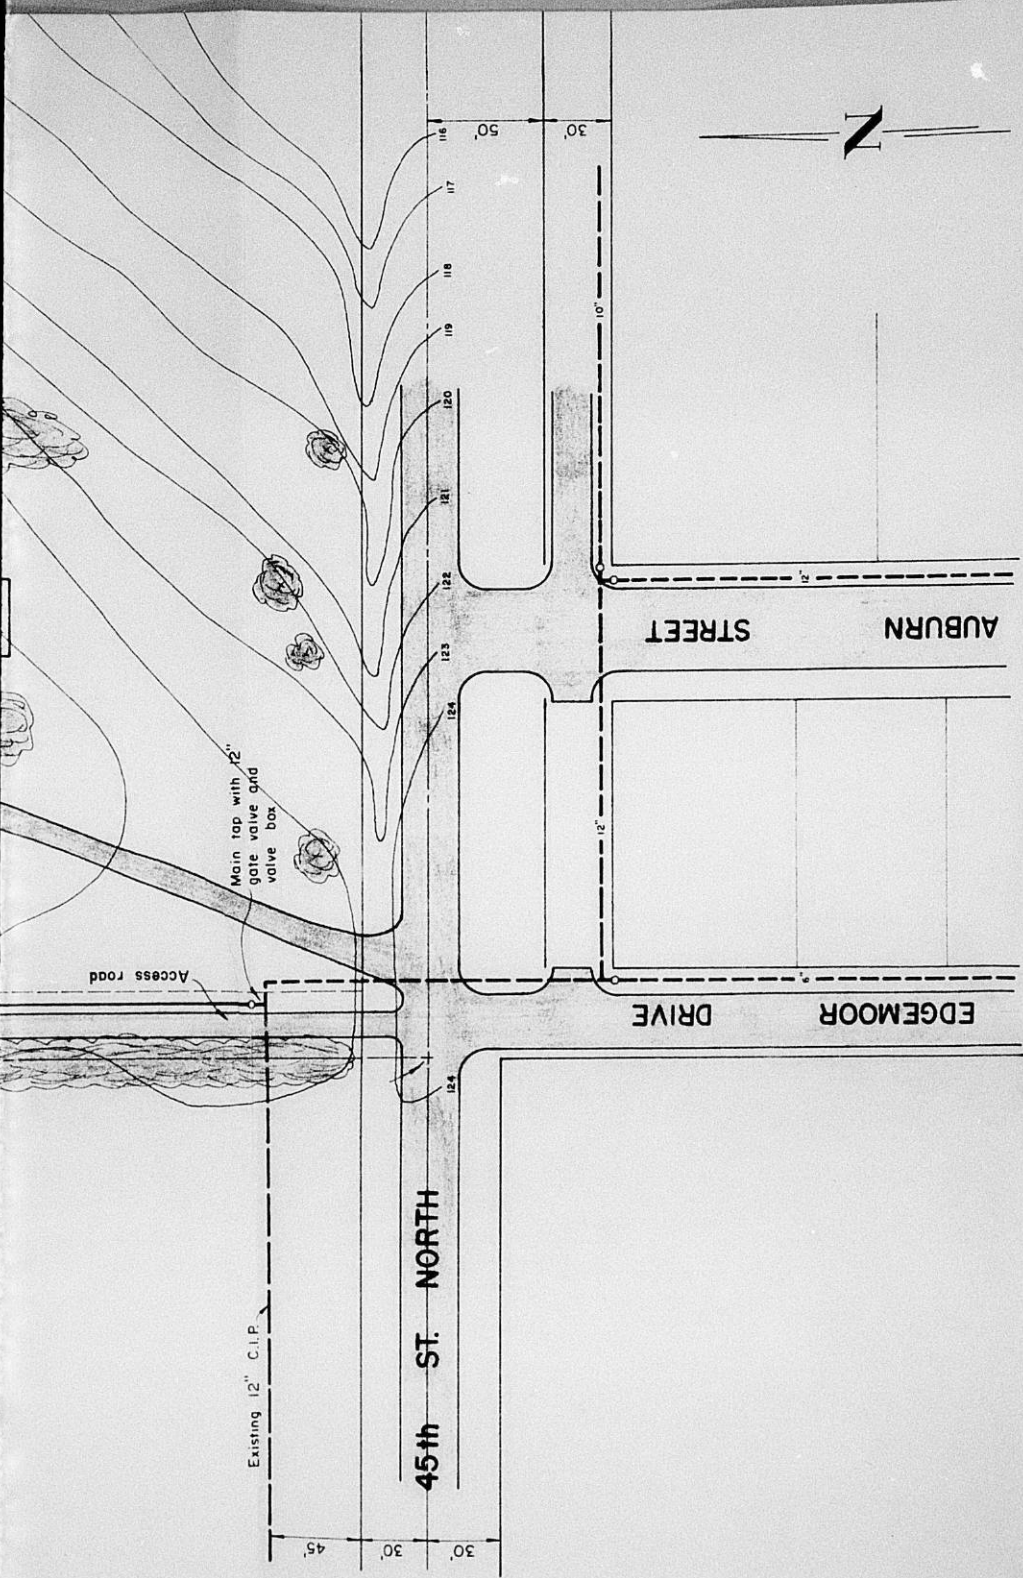 116
50'
30'
N
117
118
119
10"
120
121
12"
122
STREET
AUBURN
123
124
Main tap with 12"
gate valve and
valve box
12"
Access road
6"
DRIVE
EDGEMOOR
124
45th ST. NORTH
Existing 12" C.I.P.
45'
30'
30'